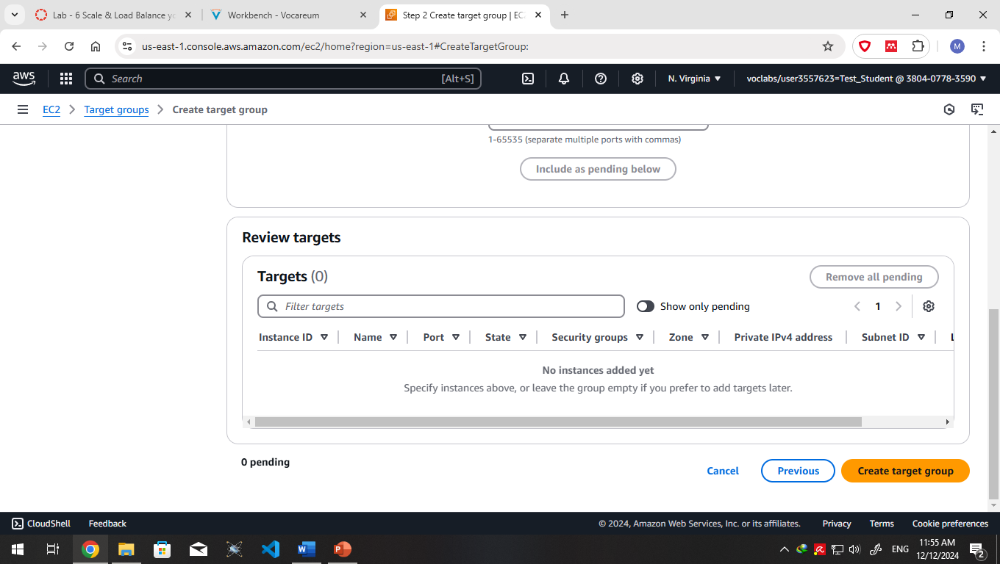 Lab - 6 Scale & Load Balance yo
Workbench - Vocareum
Step 2 Create target group | EC2
us-east-1.console.aws.amazon.com/ec2/home?region=us-east-1#CreateTargetGroup:
M
aws
Search
[Alt+S]
N. Virginia
voclabs/user3557623=Test_Student @ 3804-0778-3590
EC2
Target groups
Create target group
1-65535 (separate multiple ports with commas)
Include as pending below
Review targets
Targets (0)
Remove all pending
Filter targets
Show only pending
1
Instance ID
Name
Port
State
Security groups
Zone
Private IPv4 address
Subnet ID
No instances added yet
Specify instances above, or leave the group empty if you prefer to add targets later.
0 pending
Cancel
Previous
Create target group
CloudShell
Feedback
© 2024, Amazon Web Services, Inc. or its affiliates.
Privacy
Terms
Cookie preferences
ENG
11:55 AM
12/12/2024
2